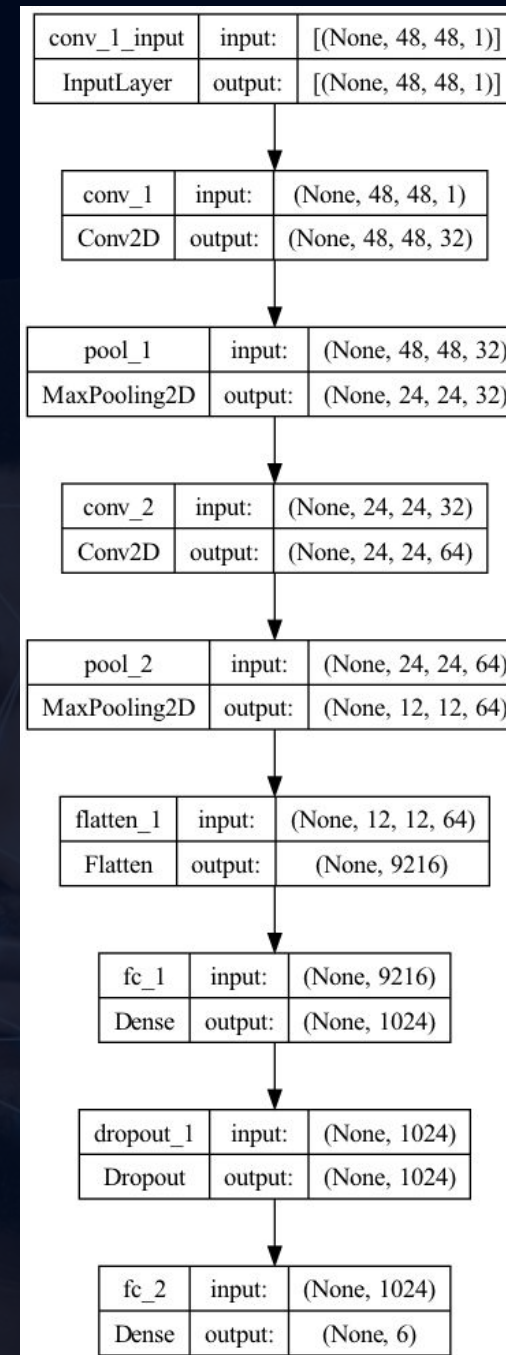 conv_1_input input: [(None, 48, 48, 1)]
InputLayer output: [(None, 48, 48, 1)]
conv_1 input: (None, 48, 48, 1)
Conv2D output: (None, 48, 48, 32)
pool_1 input: (None, 48, 48, 32)
MaxPooling2D output: (None, 24, 24, 32)
conv_2 input: (None, 24, 24, 32)
Conv2D output: (None, 24, 24, 64)
pool_2 input: (None, 24, 24, 64)
MaxPooling2D output: (None, 12, 12, 64)
flatten_1 input: (None, 12, 12, 64)
Flatten output: (None, 9216)
fc_1 input: (None, 9216)
Dense output: (None, 1024)
dropout_1 input: (None, 1024)
Dropout output: (None, 1024)
fc_2 input: (None, 1024)
Dense output: (None, 6)